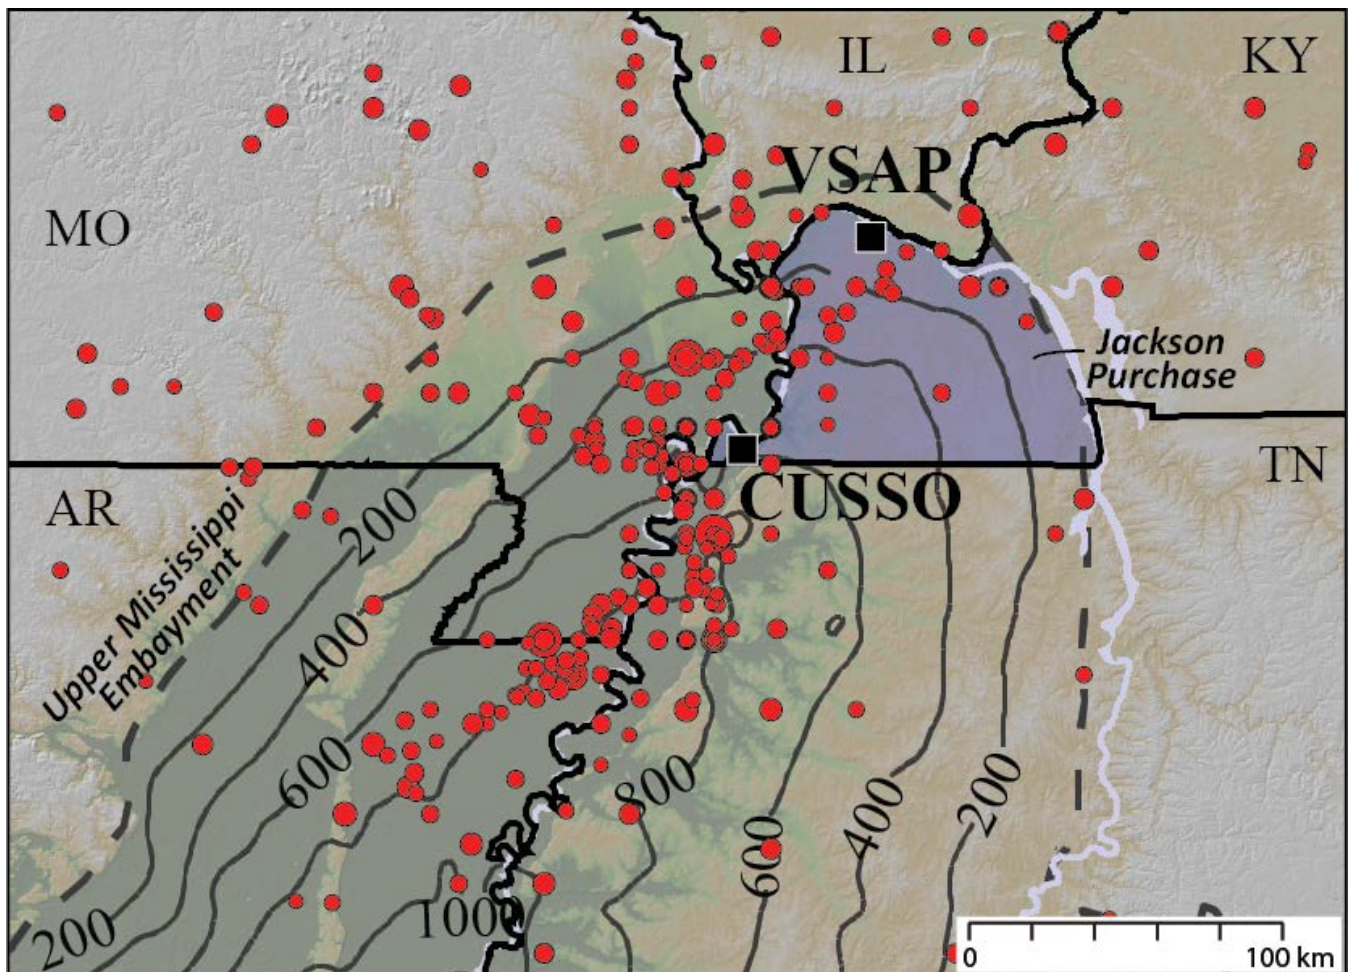 IL
KY
VSAP
MO
Jackson
Purchase
TN
CUSSO
AR
Upper Mississippi
Embayment
200
400
600
800
200
400
600
1000
200
0
100 km